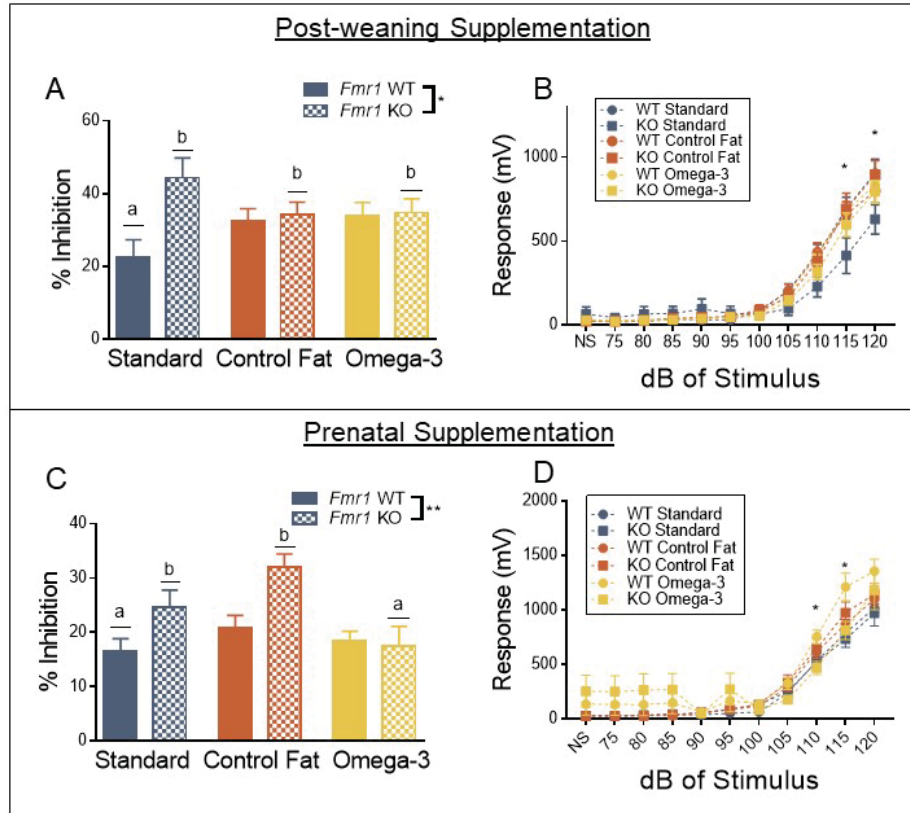 Post-weaning Supplementation
A
Fmr1 WT
Fmr1 KO
*
% Inhibition
60
40
20
0
a
b
b
b
Standard
Control Fat
Omega-3
B
WT Standard
KO Standard
WT Control Fat
KO Control Fat
WT Omega-3
KO Omega-3
*
*
Response (mV)
1000
500
0
NS 75 80 85 90 95 100 105 110 115 120
dB of Stimulus
Prenatal Supplementation
C
Fmr1 WT
Fmr1 KO
**
% Inhibition
40
30
20
10
0
a
b
b
a
Standard
Control Fat
Omega-3
D
WT Standard
KO Standard
WT Control Fat
KO Control Fat
WT Omega-3
KO Omega-3
*
*
Response (mV)
2000
1500
1000
500
0
NS 75 80 85 90 95 100 105 110 115 120
dB of Stimulus